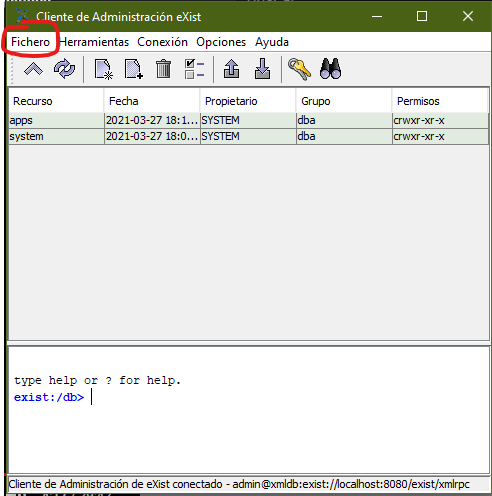 Cliente de Administración eXist
Fichero Herramientas Conexión Opciones Ayuda
Recurso Fecha Propietario Grupo Permisos
apps 2021-03-27 18:1... SYSTEM dba crwxr-xr-x
system 2021-03-27 18:0... SYSTEM dba crwxr-xr-x
type help or ? for help.
exist:/db>
Cliente de Administración de eXist conectado - admin@xmldb:exist://localhost:8080/exist/xmlrpc